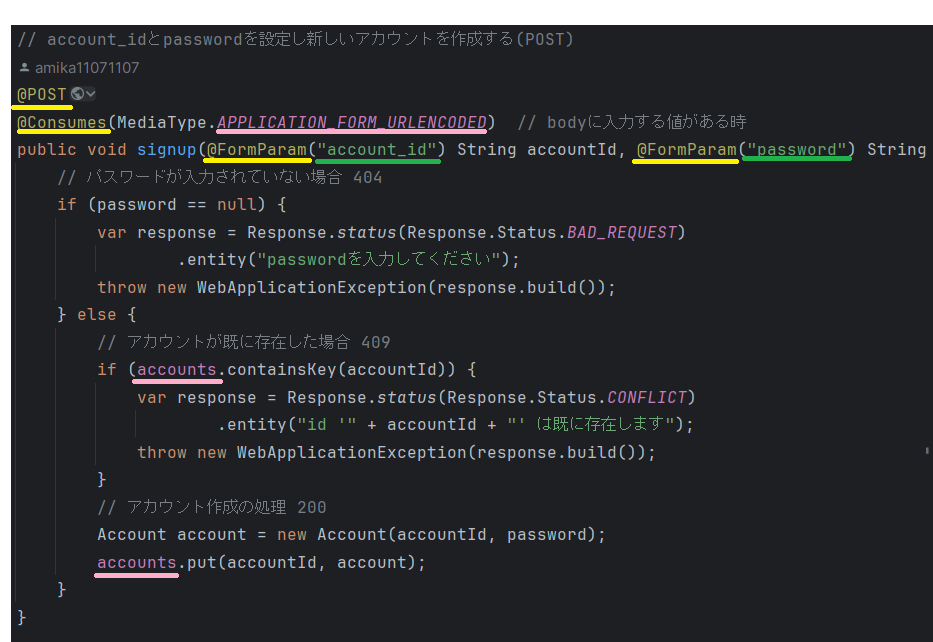 // account_idとpasswordを設定し新しいアカウントを作成する(POST)
amika11071107
@POST
@Consumes(MediaType.APPLICATION_FORM_URLENCODED)  // bodyに入力する値がある時
public void signup(@FormParam("account_id") String accountId, @FormParam("password") String
// パスワードが入力されていない場合 404
if (password == null) {
var response = Response.status(Response.Status.BAD_REQUEST)
.entity("passwordを入力してください");
throw new WebApplicationException(response.build());
} else {
// アカウントが既に存在した場合 409
if (accounts.containsKey(accountId)) {
var response = Response.status(Response.Status.CONFLICT)
.entity("id '" + accountId + "' は既に存在します");
throw new WebApplicationException(response.build());
}
// アカウント作成の処理 200
Account account = new Account(accountId, password);
accounts.put(accountId, account);
}
}